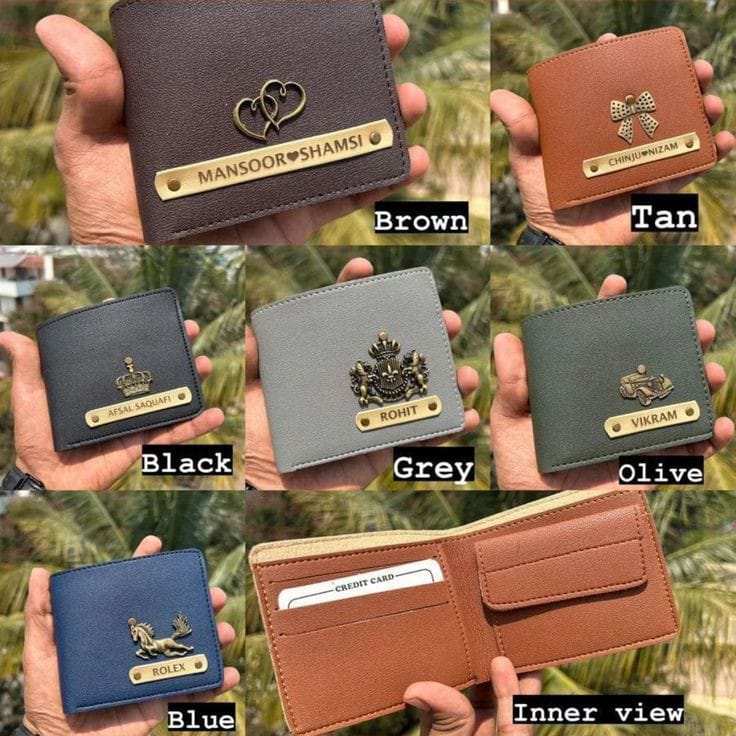 MANSOOR♥SHAMSI
Brown
CHINJU♥NIZAM
Tan
AFSAL SAQUAFI
Black
ROHIT
Grey
VIKRAM
Olive
ROLEX
Blue
CREDIT CARD
Inner view